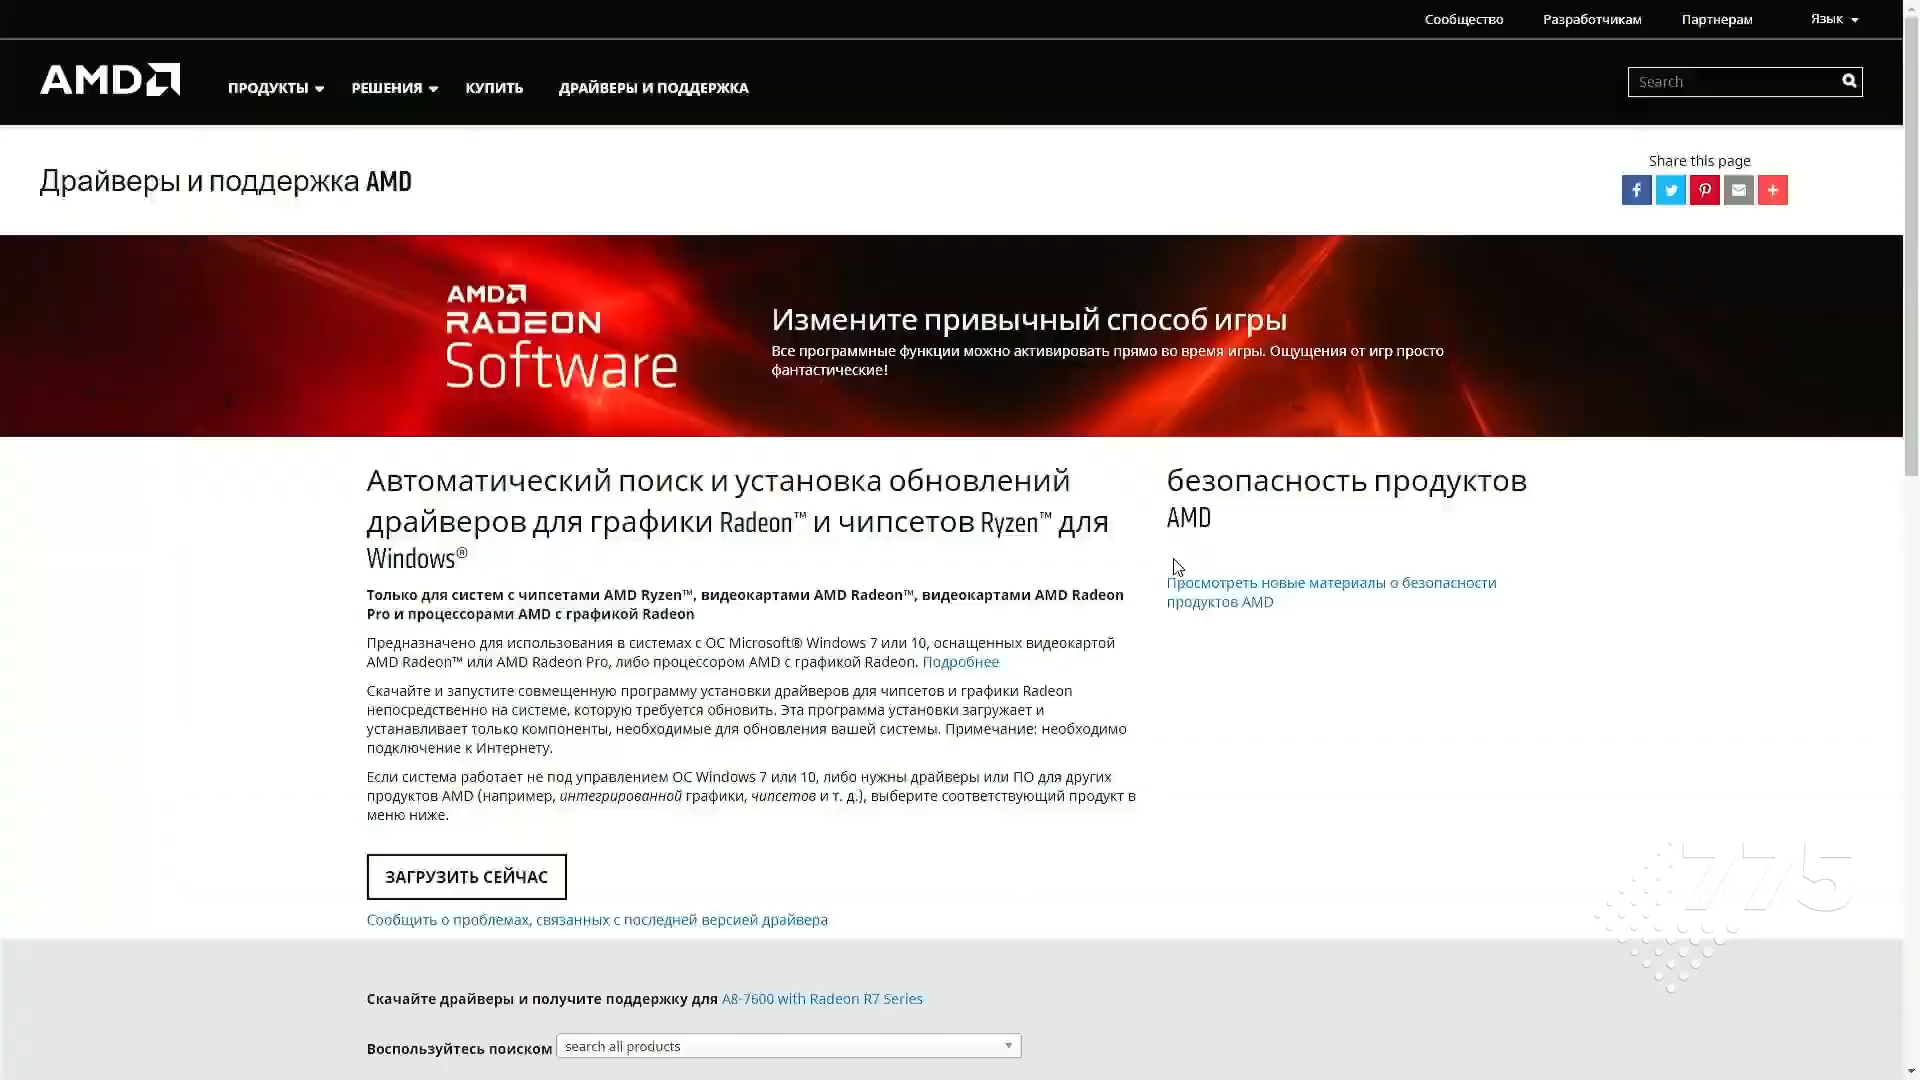 Сообщество Разработчикам Партнерам Язык
AMD ПРОДУКТЫ РЕШЕНИЯ КУПИТЬ ДРАЙВЕРЫ И ПОДДЕРЖКА Search
Share this page
Драйверы и поддержка AMD
AMD
RADEON
Software
Измените привычный способ игры
Все программные функции можно активировать прямо во время игры. Ощущения от игр просто
фантастические!
Автоматический поиск и установка обновлений
драйверов для графики Radeon™ и чипсетов Ryzen™ для
Windows®
Только для систем с чипсетами AMD Ryzen™, видеокартами AMD Radeon™, видеокартами AMD Radeon
Pro и процессорами AMD с графикой Radeon
Предназначено для использования в системах с ОС Microsoft® Windows 7 или 10, оснащенных видеокартой
AMD Radeon™ или AMD Radeon Pro, либо процессором AMD с графикой Radeon. Подробнее
Скачайте и запустите совмещенную программу установки драйверов для чипсетов и графики Radeon
непосредственно на системе, которую требуется обновить. Эта программа установки загружает и
устанавливает только компоненты, необходимые для обновления вашей системы. Примечание: необходимо
подключение к Интернету.
Если система работает не под управлением ОС Windows 7 или 10, либо нужны драйверы или ПО для других
продуктов AMD (например, интегрированной графики, чипсетов и т. д.), выберите соответствующий продукт в
меню ниже.
ЗАГРУЗИТЬ СЕЙЧАС
Сообщить о проблемах, связанных с последней версией драйвера
безопасность продуктов
AMD
Просмотреть новые материалы о безопасности
продуктов AMD
775
Скачайте драйверы и получите поддержку для A8-7600 with Radeon R7 Series
Воспользуйтесь поиском search all products